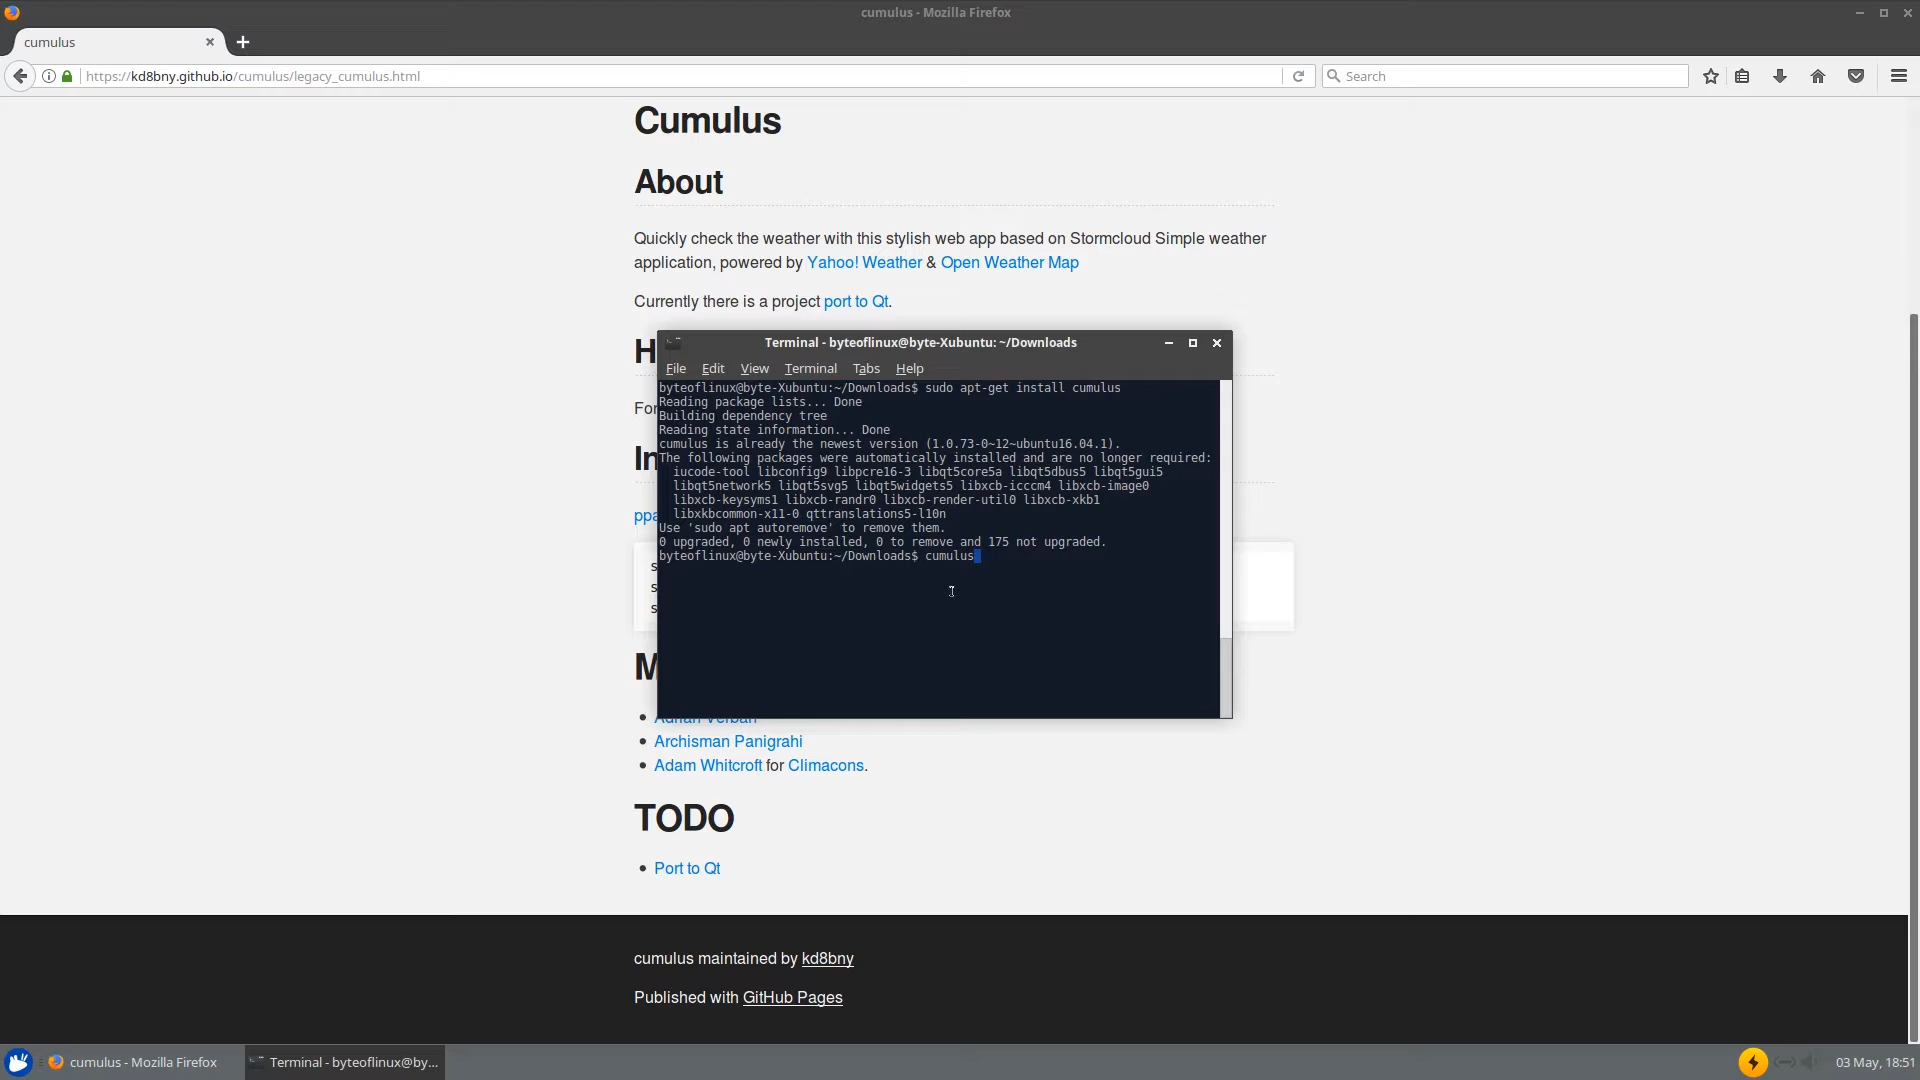 cumulus - Mozilla Firefox
cumulus
https://kd8bny.github.io/cumulus/legacy_cumulus.html
Search
Cumulus
About
Quickly check the weather with this stylish web app based on Stormcloud Simple weather
application, powered by Yahoo! Weather & Open Weather Map
Currently there is a project port to Qt.
Terminal - byteoflinux@byte-Xubuntu: ~/Downloads
File Edit View Terminal Tabs Help
byteoflinux@byte-Xubuntu:~/Downloads$ sudo apt-get install cumulus
Reading package lists... Done
Building dependency tree
Reading state information... Done
cumulus is already the newest version (1.0.73-0~12~ubuntu16.04.1).
The following packages were automatically installed and are no longer required:
iucode-tool libconfig9 libpcre16-3 libqt5core5a libqt5dbus5 libqt5gui5
libqt5network5 libqt5svg5 libqt5widgets5 libxcb-icccm4 libxcb-image0
libxcb-keysyms1 libxcb-randr0 libxcb-render-util0 libxcb-xkb1
libxkbcommon-x11-0 qttranslations5-l10n
Use 'sudo apt autoremove' to remove them.
0 upgraded, 0 newly installed, 0 to remove and 175 not upgraded.
byteoflinux@byte-Xubuntu:~/Downloads$ cumulus
Adrian Verban
Archisman Panigrahi
Adam Whitcroft for Climacons.
TODO
Port to Qt
cumulus maintained by kd8bny
Published with GitHub Pages
cumulus - Mozilla Firefox
Terminal - byteoflinux@by...
03 May, 18:51